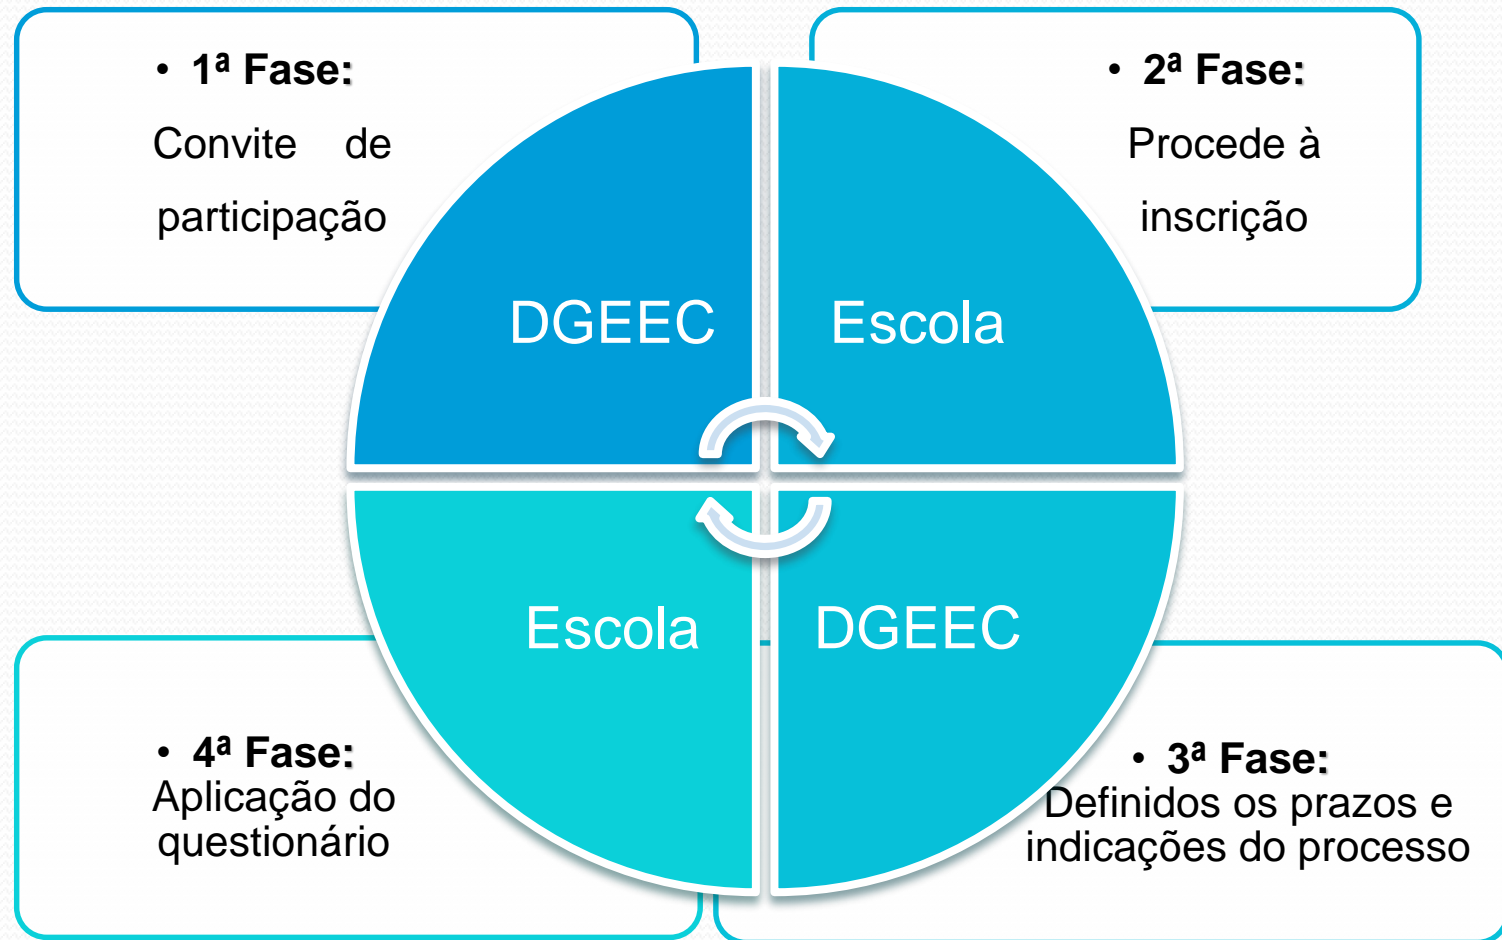 • 1ª Fase:
Convite de
participação
DGEEC
• 2ª Fase:
Procede à
inscrição
Escola
• 3ª Fase:
Definidos os prazos e
indicações do processo
DGEEC
• 4ª Fase:
Aplicação do
questionário
Escola